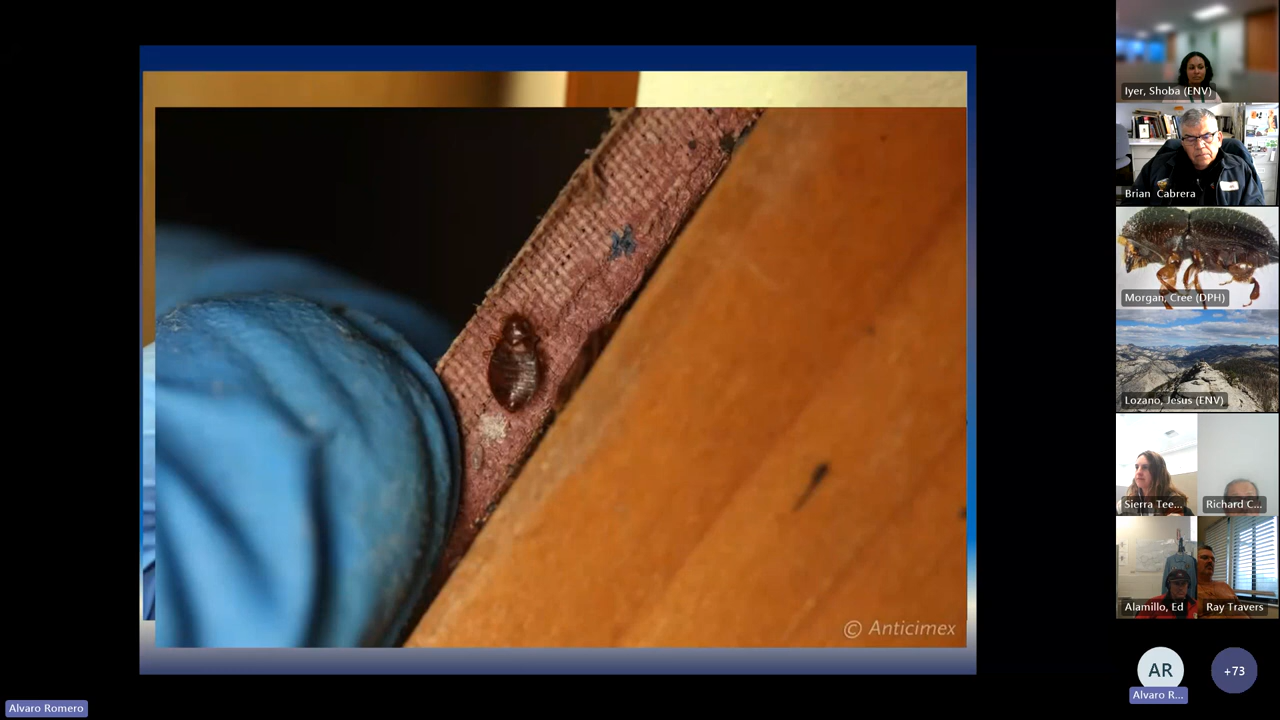 Iyer, Shoba (ENV)
Brian Cabrera
Morgan, Cree (DPH)
Lozano, Jesus (ENV)
Sierra Tee...
Richard C...
Alamillo, Ed
Ray Travers
© Anticimex
AR
+73
Alvaro R...
Alvaro Romero